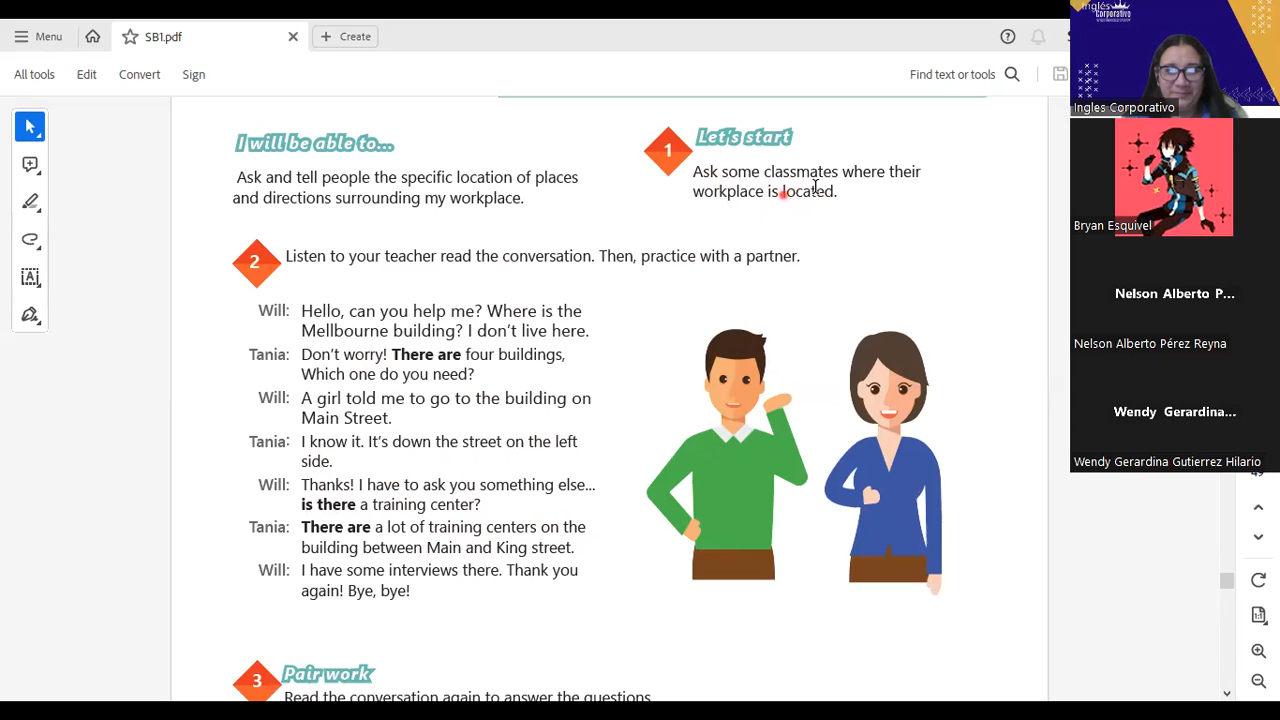 Menu
SB1.pdf
Create
All tools
Edit
Convert
Sign
Find text or tools
I will be able to...
Ask and tell people the specific location of places
and directions surrounding my workplace.
1
Let's start
Ask some classmates where their
workplace is located.
2
Listen to your teacher read the conversation. Then, practice with a partner.
Will: Hello, can you help me? Where is the
Mellbourne building? I don't live here.
Tania: Don't worry! There are four buildings,
Which one do you need?
Will: A girl told me to go to the building on
Main Street.
Tania: I know it. It's down the street on the left
side.
Will: Thanks! I have to ask you something else...
is there a training center?
Tania: There are a lot of training centers on the
building between Main and King street.
Will: I have some interviews there. Thank you
again! Bye, bye!
3
Pair work
Read the conversation again to answer the questions
Inglés
Corporativo
Ingles Corporativo
Bryan Esquivel
Nelson Alberto P...
Nelson Alberto Pérez Reyna
Wendy Gerardina...
Wendy Gerardina Gutierrez Hilario
1:1